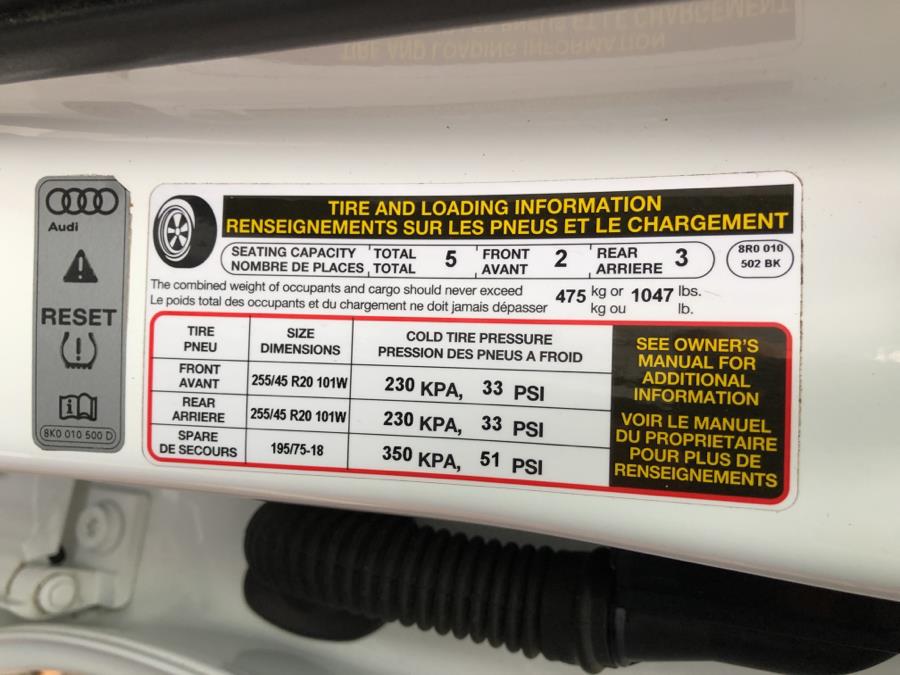 TIRE AND LOADING INFORMATION
Audi
RESET
8K0 010 500 D
TIRE AND LOADING INFORMATION
RENSEIGNEMENTS SUR LES PNEUS ET LE CHARGEMENT
SEATING CAPACITY TOTAL 5 FRONT 2 REAR 3
NOMBRE DE PLACES TOTAL AVANT ARRIERE
8R0 010
502 BK
The combined weight of occupants and cargo should never exceed 475 kg or 1047 lbs.
Le poids total des occupants et du chargement ne doit jamais dépasser kg ou lb.
TIRE SIZE COLD TIRE PRESSURE
PNEU DIMENSIONS PRESSION DES PNEUS A FROID
FRONT
AVANT 255/45 R20 101W 230 KPA, 33 PSI
REAR
ARRIERE 255/45 R20 101W 230 KPA, 33 PSI
SPARE
DE SECOURS 195/75-18 350 KPA, 51 PSI
SEE OWNER'S
MANUAL FOR
ADDITIONAL
INFORMATION
VOIR LE MANUEL
DU PROPRIETAIRE
POUR PLUS DE
RENSEIGNEMENTS